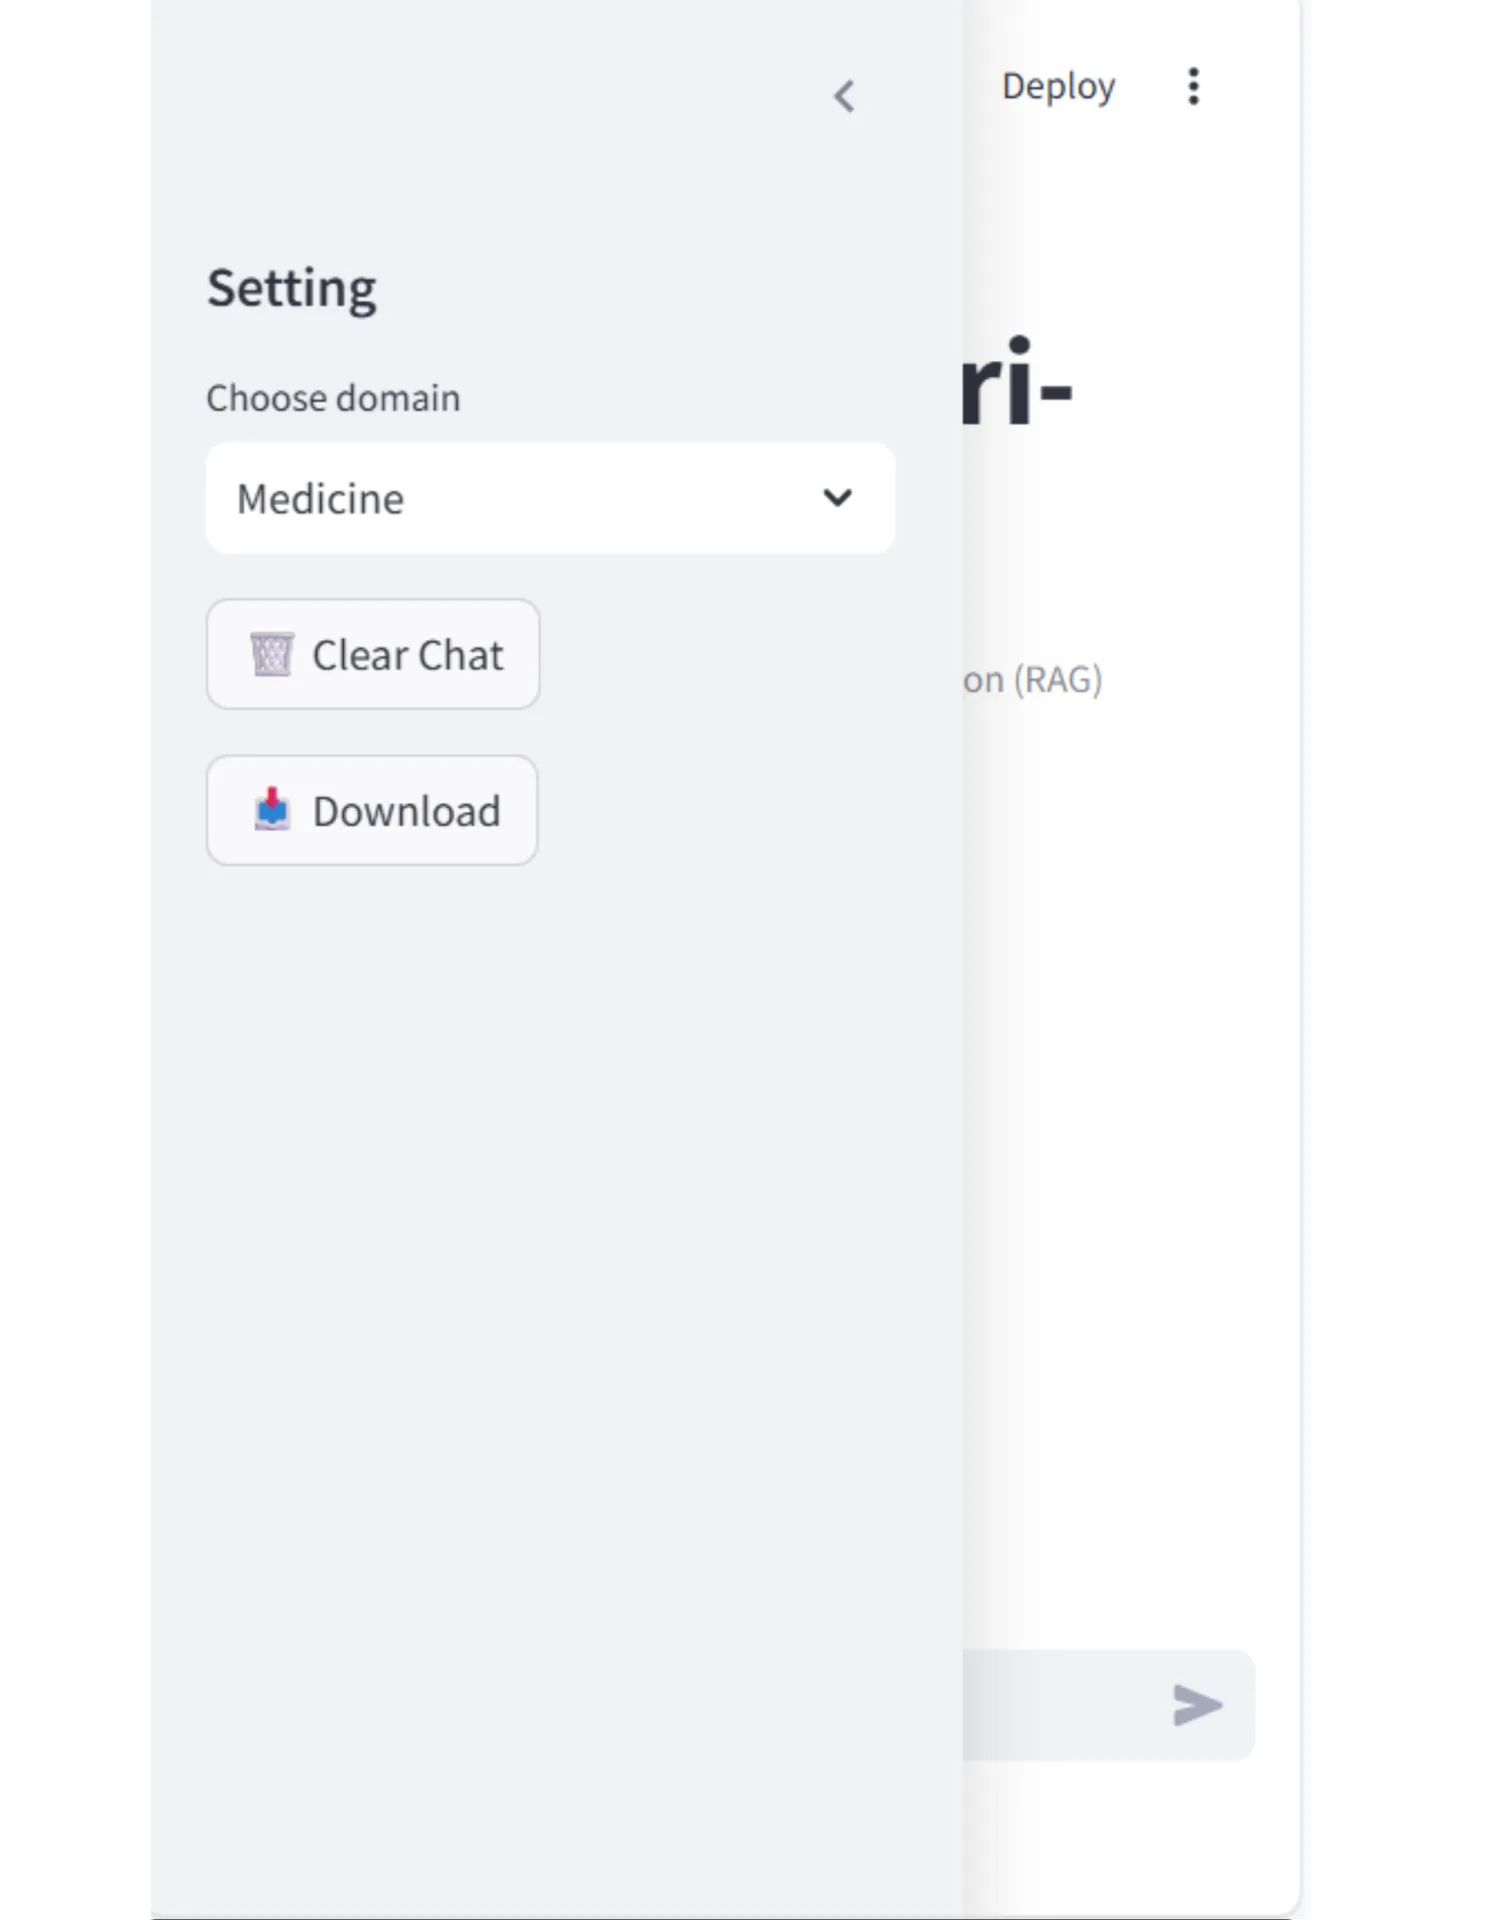 Deploy
Setting
Choose domain
Medicine
Clear Chat
Download
ri-
on (RAG)